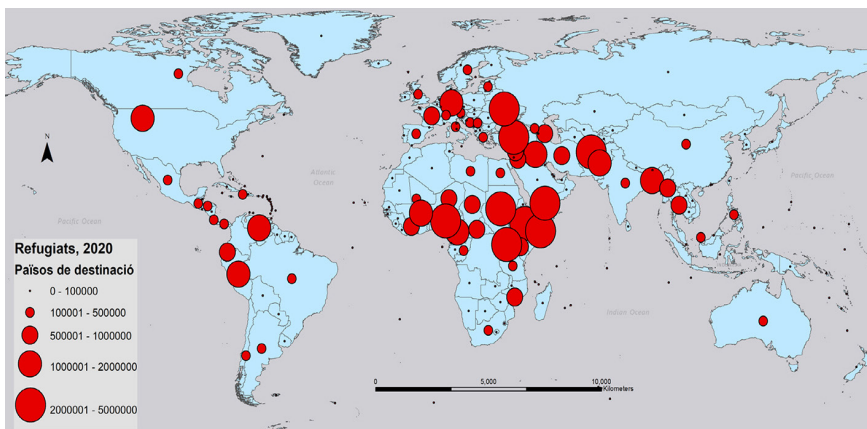 N
Atlantic
Ocean
Pacific Ocean
Pacific Ocean
Indian Ocean
Refugiats, 2020
Països de destinació
0 - 100000
100001 - 500000
500001 - 1000000
1000001 - 2000000
2000001 - 5000000
0
5,000
10,000
Kilometers